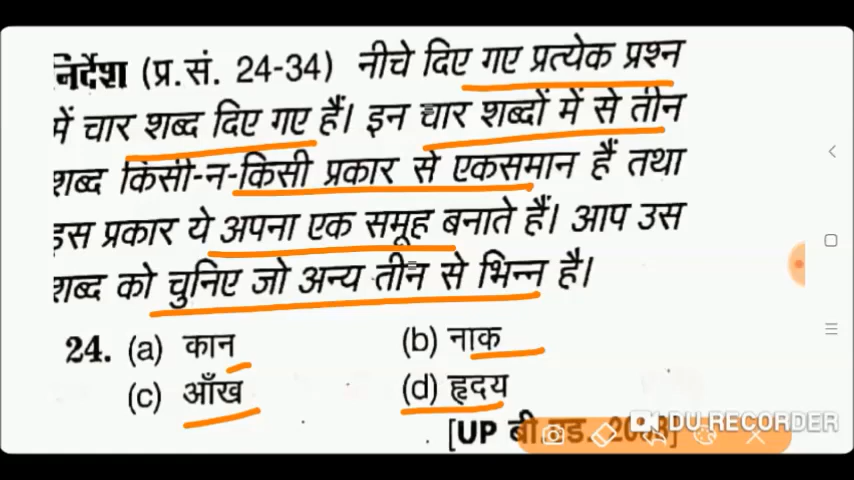 निर्देश (प्र.सं. 24-34) नीचे दिए गए प्रत्येक प्रश्न
में चार शब्द दिए गए हैं। इन चार शब्दों में से तीन
शब्द किसी-न-किसी प्रकार से एकसमान हैं तथा
इस प्रकार ये अपना एक समूह बनाते हैं। आप उस
शब्द को चुनिए जो अन्य तीन से भिन्न है।
24. (a) कान (b) नाक
(c) आँख (d) हृदय
DU RECORDER
[UP बी.एड.